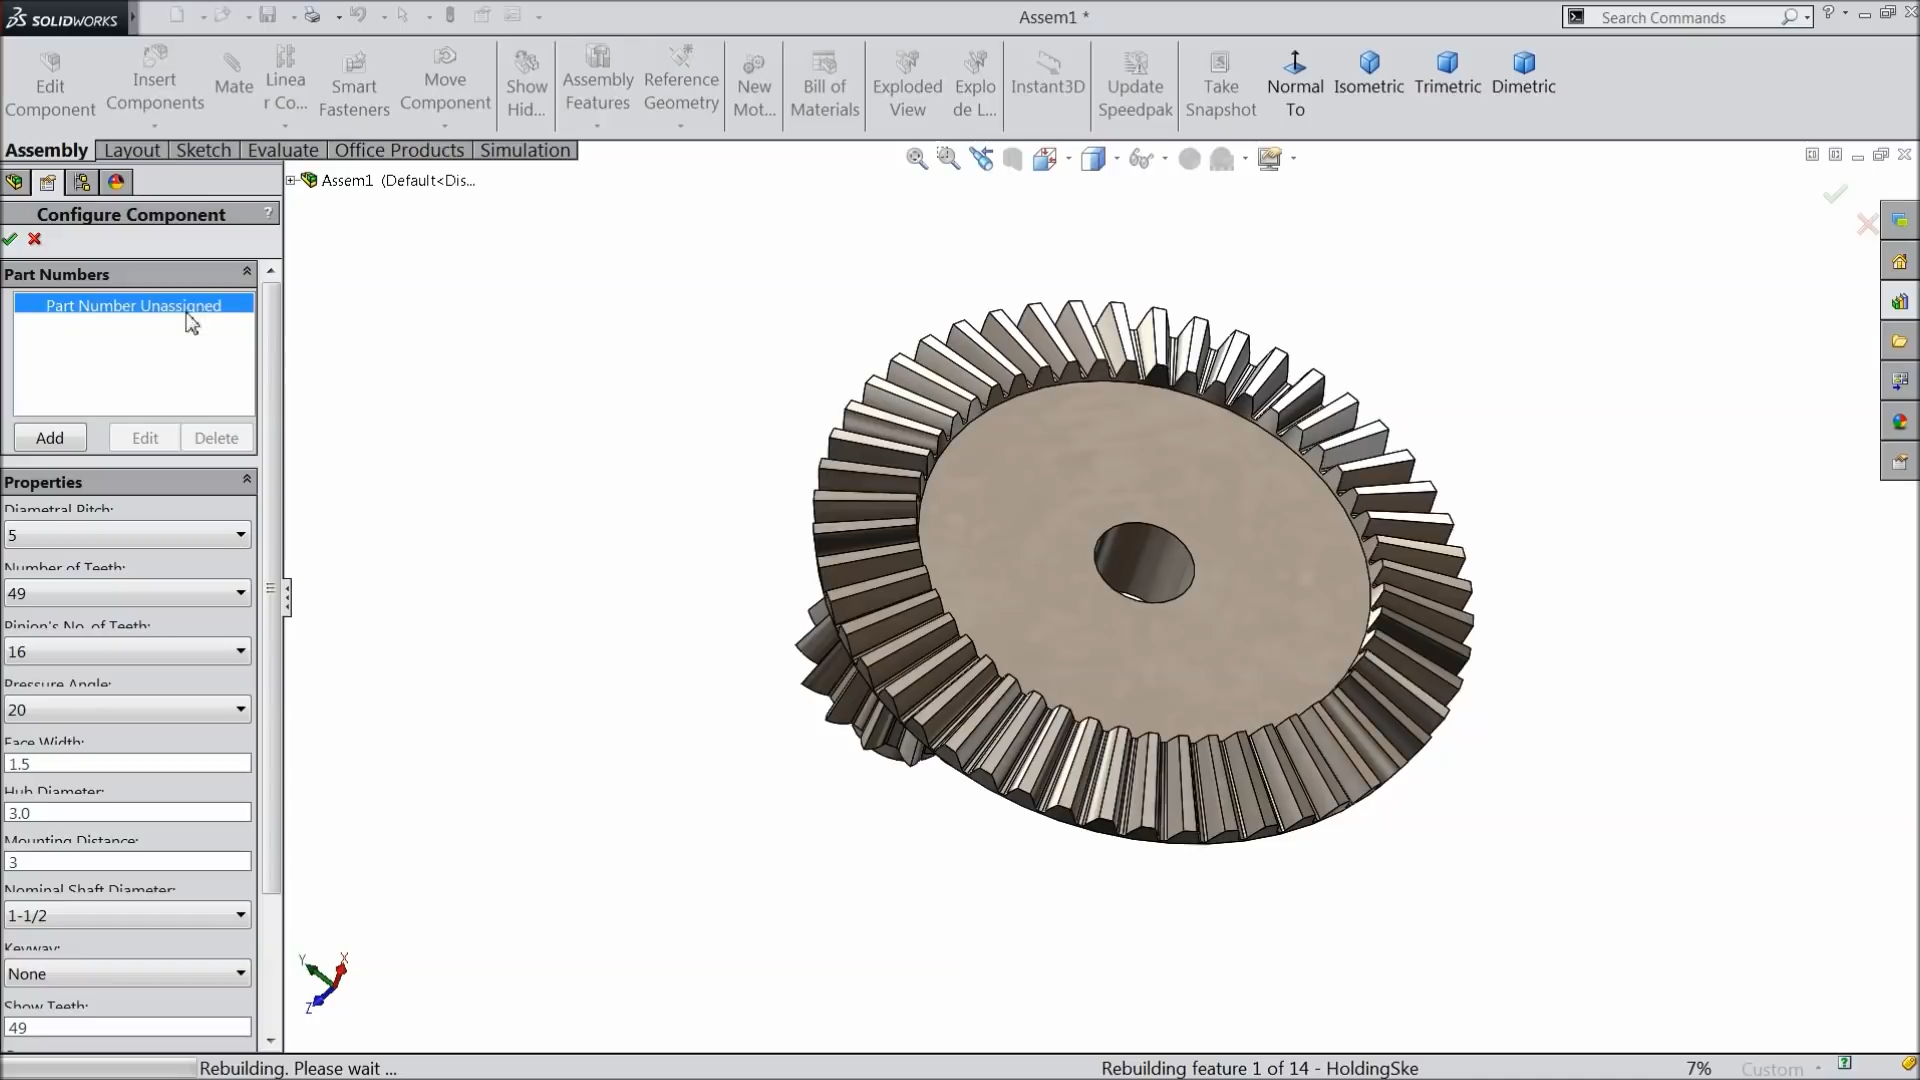 SOLIDWORKS
Assem1 *
Search Commands
Edit Component
Insert Components
Mate
Linea r Co...
Smart Fasteners
Move Component
Show Hid...
Assembly Features
Reference Geometry
New Mot...
Bill of Materials
Exploded View
Explo de L...
Instant3D
Update Speedpak
Take Snapshot
Normal To
Isometric
Trimetric
Dimetric
Assembly
Layout
Sketch
Evaluate
Office Products
Simulation
Assem1 (Default<Dis...
Configure Component
?
Part Numbers
Part Number Unassigned
Add
Edit
Delete
Properties
Diametral Pitch:
5
Number of Teeth:
49
Pinion's No. of Teeth:
16
Pressure Angle:
20
Face Width:
1.5
Hub Diameter:
3.0
Mounting Distance:
3
Nominal Shaft Diameter:
1-1/2
Keyway:
None
Show Teeth:
49
Y
X
Z
Rebuilding. Please wait ...
Rebuilding feature 1 of 14 - HoldingSke
7%
Custom